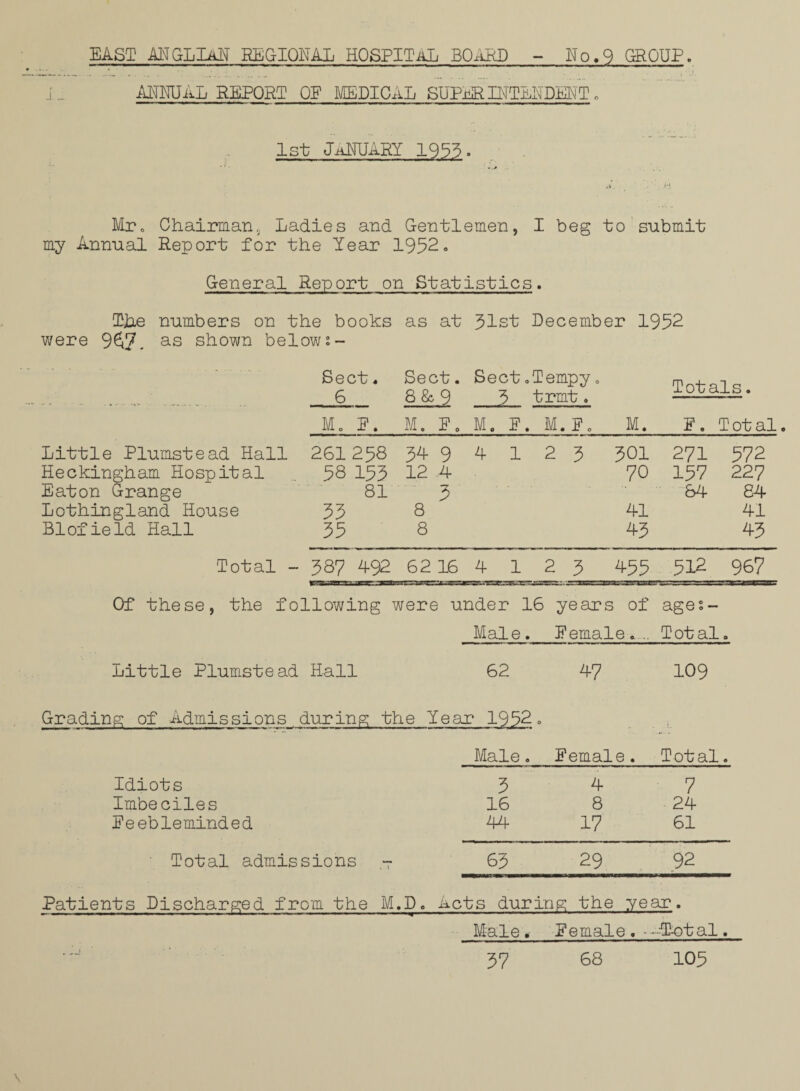 EAST ANGLIAN REGIONAL HOSPITAL BOARD - No.9 GROUP.
ANNUAL REPORT OF MEDICAL SUPERINTENDENT.
1st JANUARY 1953.
Mr. Chairman, Ladies and Gentlemen, I beg to submit
my Annual Report for the Year 1952.
General Report on Statistics.
The numbers on the books as at 31st December 1952
were 967. as shown below:-
Sect. Sect. Sect. Tempy. Totals.
6 8 & 9 3 trmt.
M. F. M. F. M. F. M. F. M. F. Total.
Little Plumstead Hall 261 258 34 9 4 1 2 3 301 271 572
Heckingham Hospital 58 153 12 4 70 157 227
Eaton Grange 81 3 84 84
Lothingland House 33 8 41 41
Blofield Hall 35 8 43 43
Total - 387 492 62 16 4 1 2 3 455 512 967
Of these, the following were under 16 years of age:-
Male. Female. Total.
Little Plumstead Hall 62 47 109
Grading of Admissions during the Year 1952.
Male. Female. Total.
Idiots 3 4 7
Imbeciles 16 8 24
Feebleminded 44 17 61
Total admissions - 63 29 92
Patients Discharged from the M.D. Acts during the year.
Male. Female. Total.
37 68 105